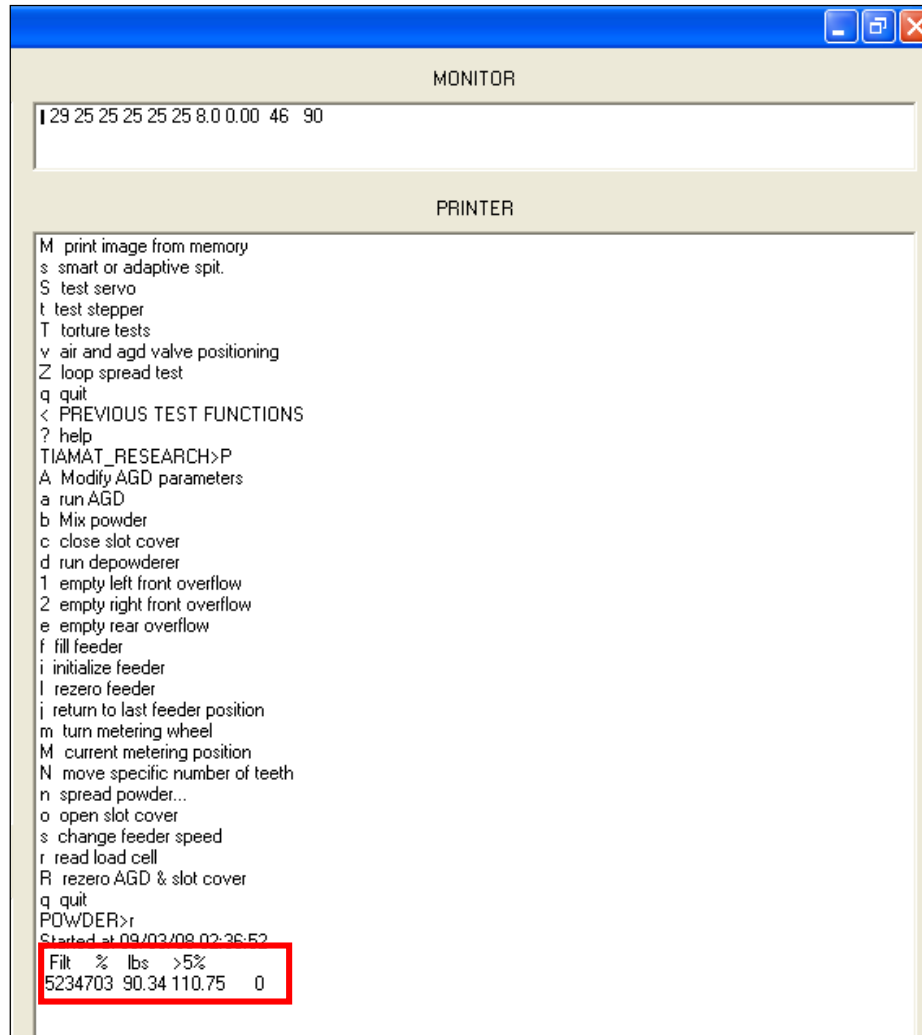 MONITOR
29 25 25 25 25 25 8.0 0.00 46 90
PRINTER
M print image from memory
s smart or adaptive spit.
S test servo
t test stepper
T torture tests
v air and agd valve positioning
Z loop spread test
q quit
< PREVIOUS TEST FUNCTIONS
? help
TIAMAT_RESEARCH>P
A Modify AGD parameters
a run AGD
b Mix powder
c close slot cover
d run depowderer
1 empty left front overflow
2 empty right front overflow
e empty rear overflow
f fill feeder
i initialize feeder
I rezero feeder
j return to last feeder position
m turn metering wheel
M current metering position
N move specific number of teeth
n spread powder...
o open slot cover
s change feeder speed
r read load cell
R rezero AGD & slot cover
q quit
POWDER>r
Started at 09/03/08 02:36:52
Filt % lbs >5%
5234703 90.34 110.75 0